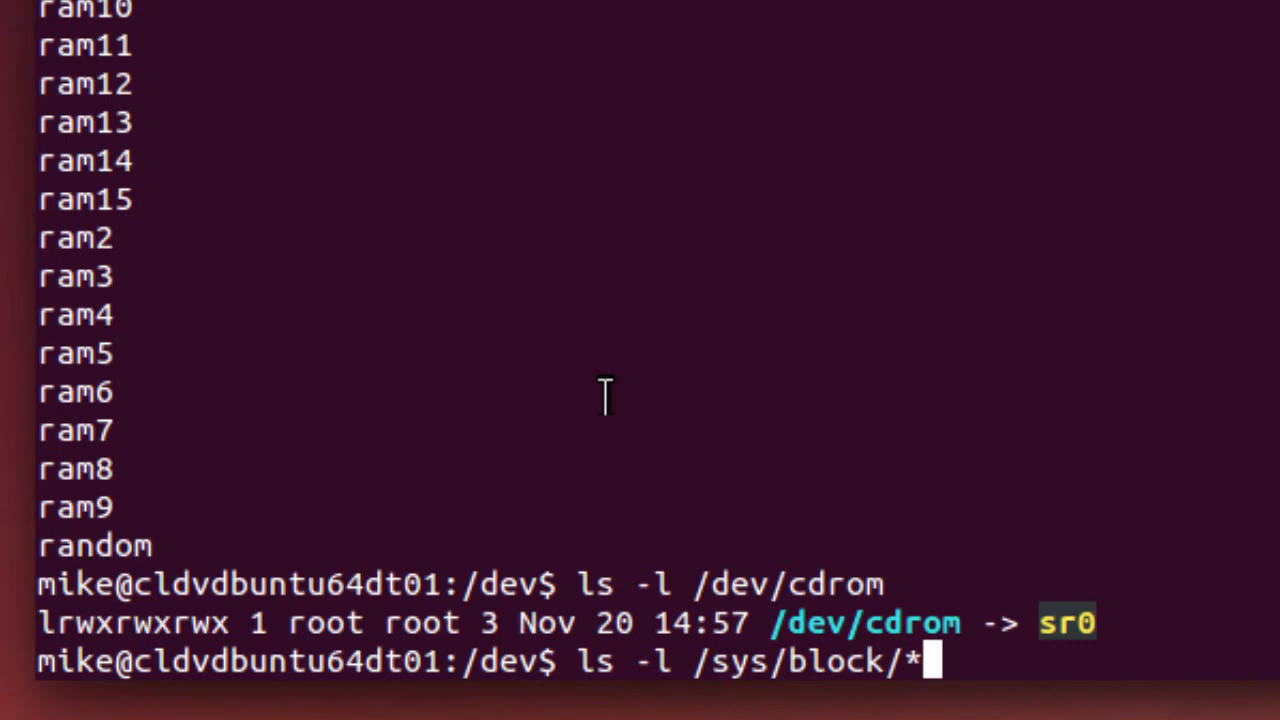 ram10
ram11
ram12
ram13
ram14
ram15
ram2
ram3
ram4
ram5
ram6
ram7
ram8
ram9
random
mike@cldvdbuntu64dt01:/dev$ ls -l /dev/cdrom
lrwxrwxrwx 1 root root 3 Nov 20 14:57 /dev/cdrom -> sr0
mike@cldvdbuntu64dt01:/dev$ ls -l /sys/block/*